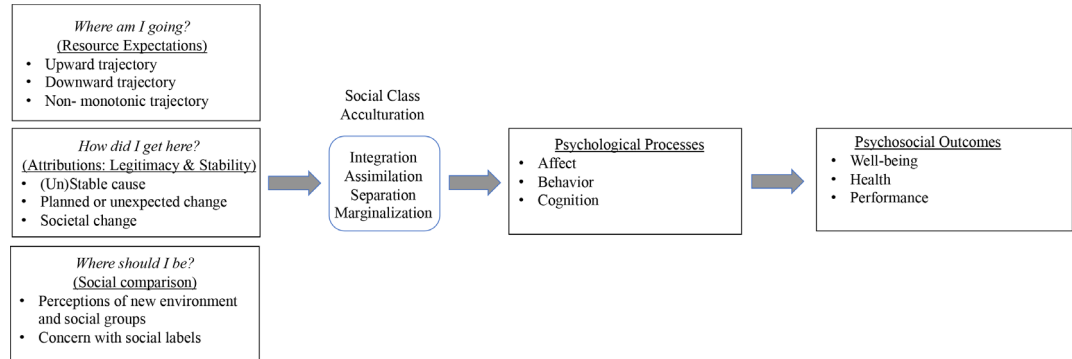 Where am I going?
(Resource Expectations)
• Upward trajectory
• Downward trajectory
• Non- monotonic trajectory
How did I get here?
(Attributions: Legitimacy & Stability)
• (Un)Stable cause
• Planned or unexpected change
• Societal change
Where should I be?
(Social comparison)
• Perceptions of new environment
and social groups
• Concern with social labels
Social Class
Acculturation
Integration
Assimilation
Separation
Marginalization
Psychological Processes
• Affect
• Behavior
• Cognition
Psychosocial Outcomes
• Well-being
• Health
• Performance